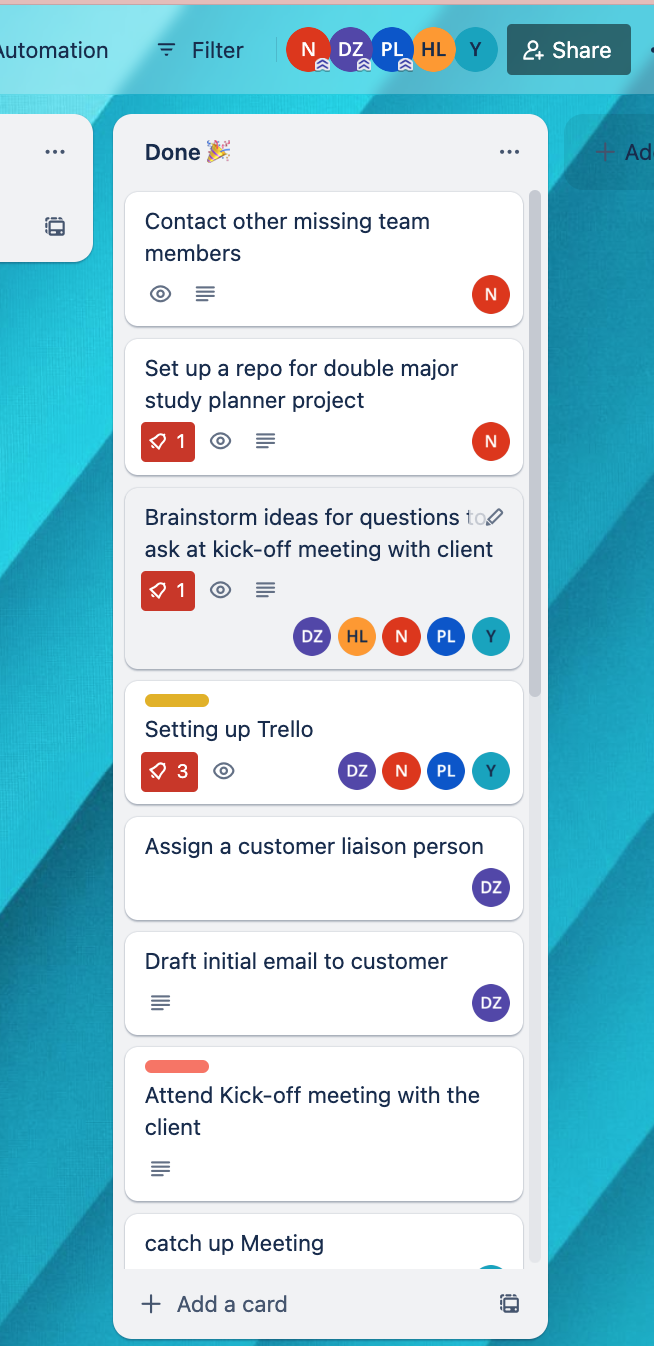 Filter
N DZ PL HL Y
Share
Done 🎉
Contact other missing team
members
N
Set up a repo for double major
study planner project
1
N
Brainstorm ideas for questions to
ask at kick-off meeting with client
1
DZ HL N PL Y
Setting up Trello
3
DZ N PL Y
Assign a customer liaison person
DZ
Draft initial email to customer
DZ
Attend Kick-off meeting with the
client
catch up Meeting
+ Add a card